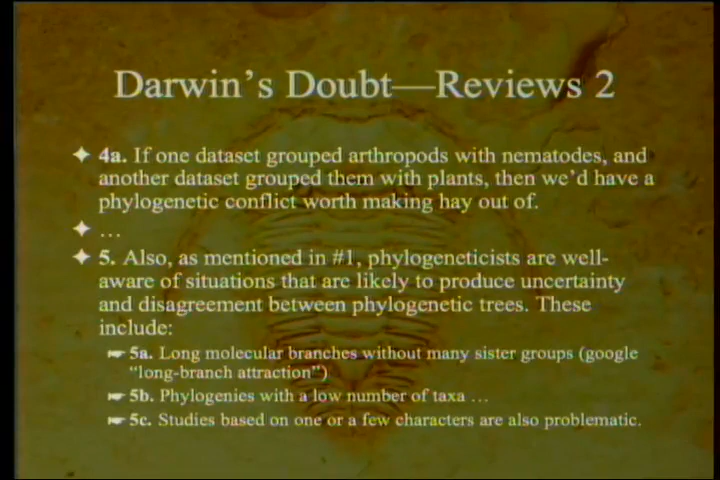 Darwin's Doubt—Reviews 2
4a. If one dataset grouped arthropods with nematodes, and
another dataset grouped them with plants, then we'd have a
phylogenetic conflict worth making hay out of.
…
5. Also, as mentioned in #1, phylogeneticists are well-
aware of situations that are likely to produce uncertainty
and disagreement between phylogenetic trees. These
include:
5a. Long molecular branches without many sister groups (google
"long-branch attraction")
5b. Phylogenies with a low number of taxa …
5c. Studies based on one or a few characters are also problematic.